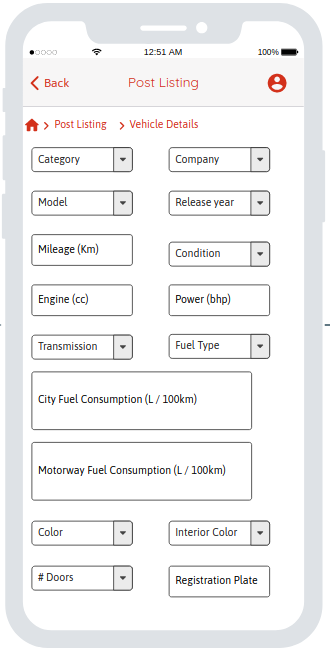 12:51 AM
100%
Back
Post Listing
Post Listing
Vehicle Details
Category
Company
Model
Release year
Mileage (Km)
Condition
Engine (cc)
Power (bhp)
Transmission
Fuel Type
City Fuel Consumption (L / 100km)
Motorway Fuel Consumption (L / 100km)
Color
Interior Color
# Doors
Registration Plate